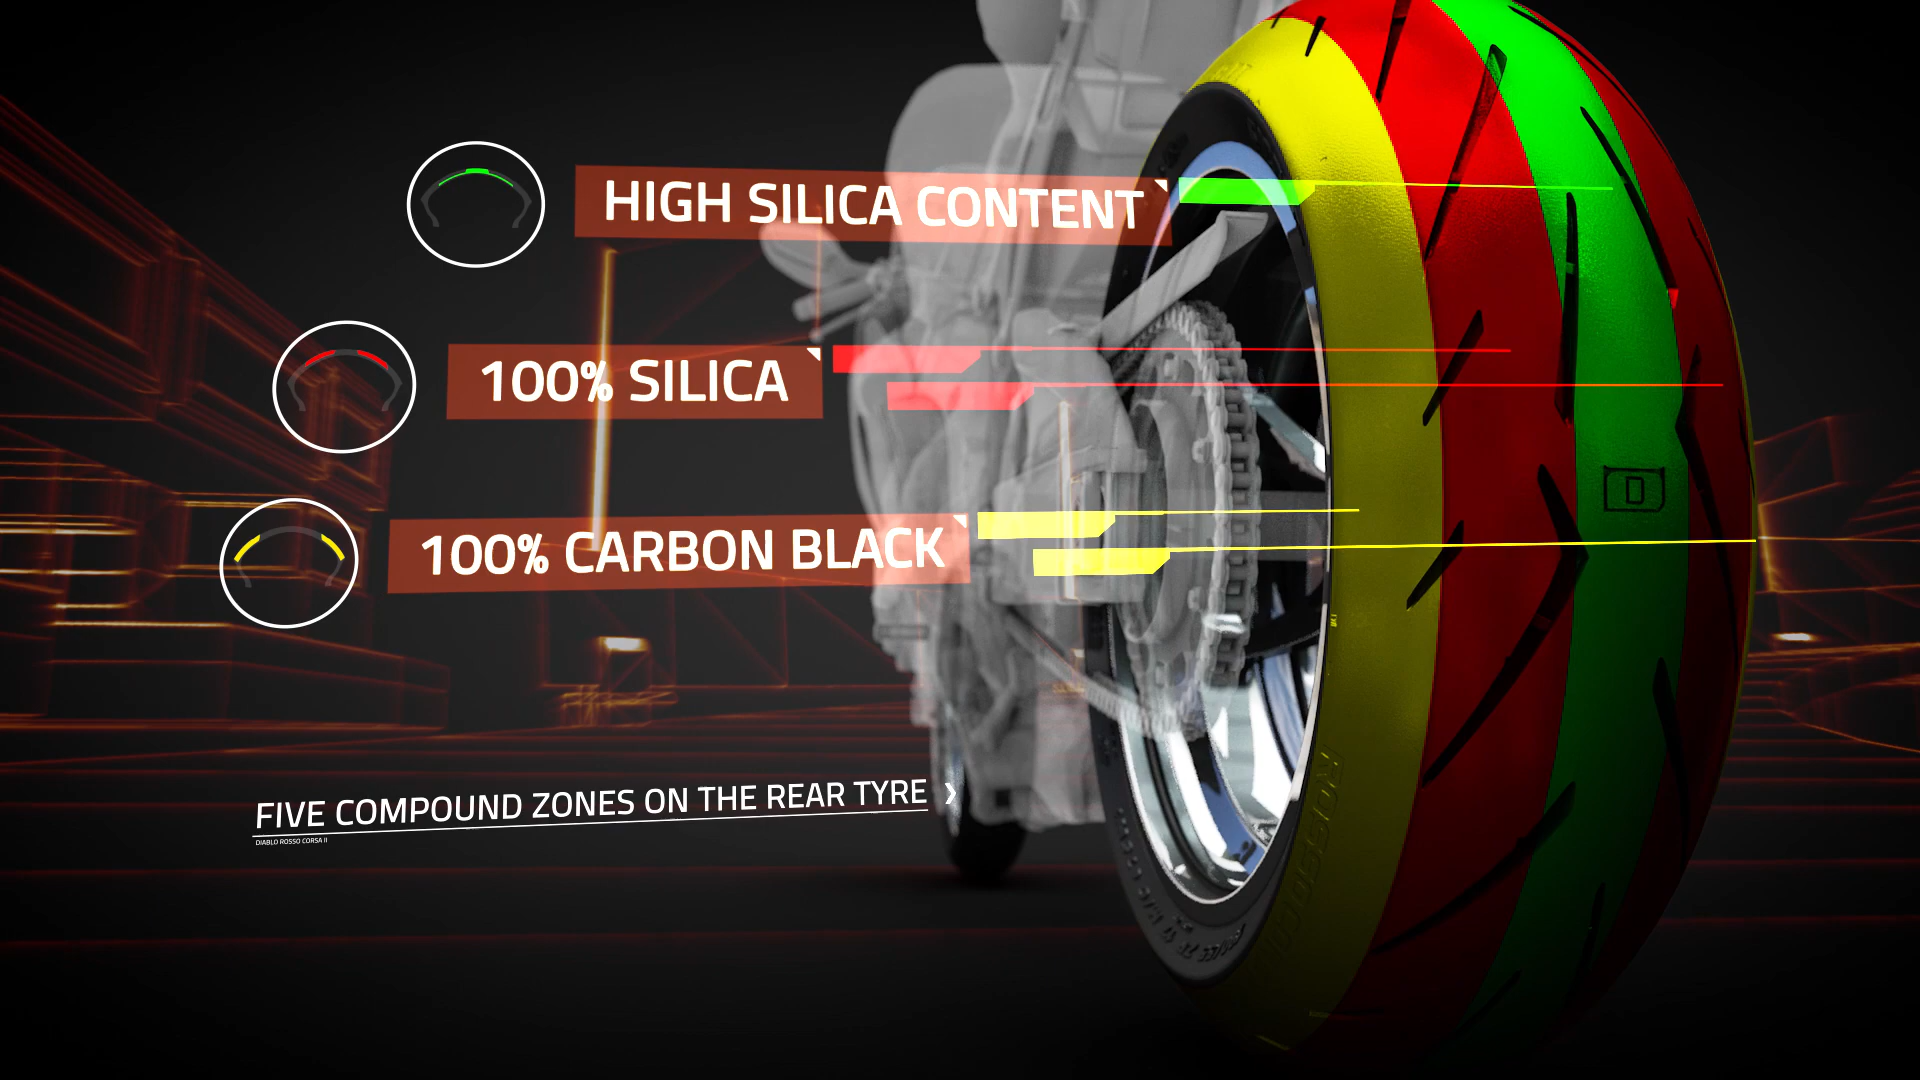 HIGH SILICA CONTENT
100% SILICA
100% CARBON BLACK
FIVE COMPOUND ZONES ON THE REAR TYRE
DIABLO ROSSO CORSA II
D
ROSSO